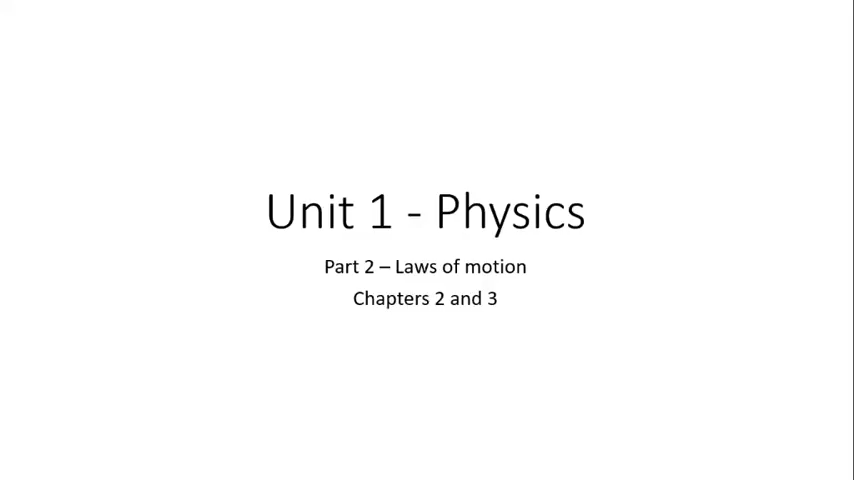 Unit 1 - Physics
Part 2 – Laws of motion
Chapters 2 and 3